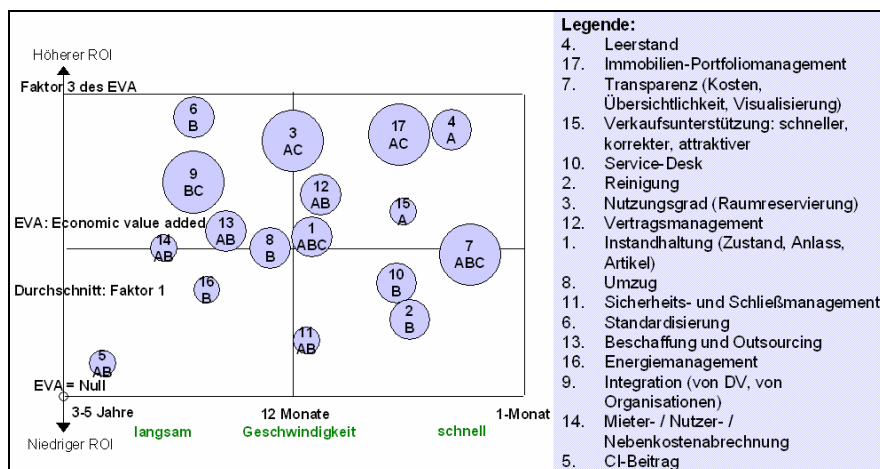 Höherer ROI
Faktor 3 des EVA
6
B
3
AC
17
AC
4
A
9
BC
12
AB
15
A
EVA: Economic value added
13
AB
1
ABC
14
AB
8
B
7
ABC
Durchschnitt: Faktor 1
16
B
10
B
2
B
11
AB
5
AB
EVA = Null
3-5 Jahre
12 Monate
1-Monat
langsam
Geschwindigkeit
schnell
Niedriger ROI
Legende:
4. Leerstand
17. Immobilien-Portfoliomanagement
7. Transparenz (Kosten,
Übersichtlichkeit, Visualisierung)
15. Verkaufsunterstützung: schneller,
korrekter, attraktiver
10. Service-Desk
2. Reinigung
3. Nutzungsgrad (Raumreservierung)
12. Vertragsmanagement
1. Instandhaltung (Zustand, Anlass,
Artikel)
8. Umzug
11. Sicherheits- und Schließmanagement
6. Standardisierung
13. Beschaffung und Outsourcing
16. Energiemanagement
9. Integration (von DV, von
Organisationen)
14. Mieter- / Nutzer- /
Nebenkostenabrechnung
5. CI-Beitrag